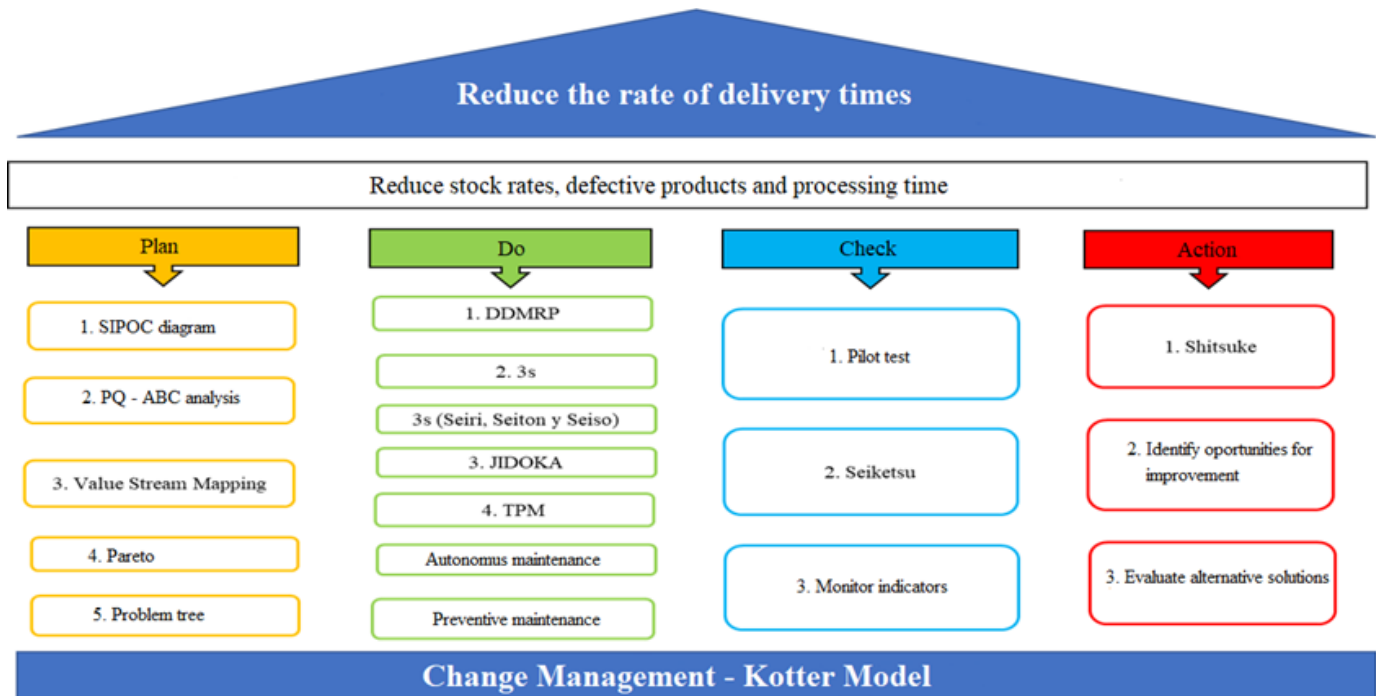 Reduce the rate of delivery times
Reduce stock rates, defective products and processing time
Plan
1. SIPOC diagram
2. PQ - ABC analysis
3. Value Stream Mapping
4. Pareto
5. Problem tree
Do
1. DDMRP
2. 3s
3s (Seiri, Seiton y Seiso)
3. JIDOKA
4. TPM
Autonomus maintenance
Preventive maintenance
Check
1. Pilot test
2. Seiketsu
3. Monitor indicators
Action
1. Shitsuke
2. Identify oportunities for
improvement
3. Evaluate alternative solutions
Change Management - Kotter Model